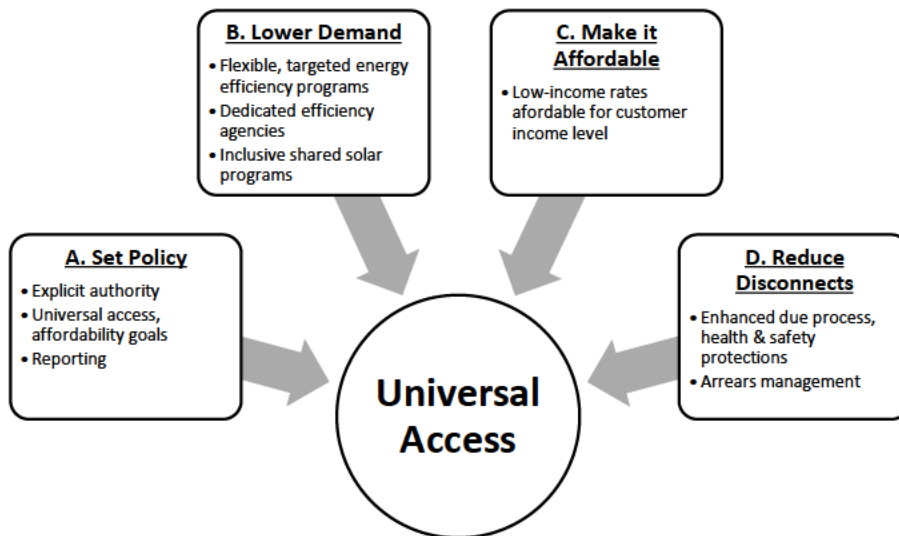 B. Lower Demand
• Flexible, targeted energy
efficiency programs
• Dedicated efficiency
agencies
• Inclusive shared solar
programs
C. Make it
Affordable
• Low-income rates
afordable for customer
income level
A. Set Policy
• Explicit authority
• Universal access,
affordability goals
• Reporting
D. Reduce
Disconnects
• Enhanced due process,
health & safety
protections
• Arrears management
Universal
Access